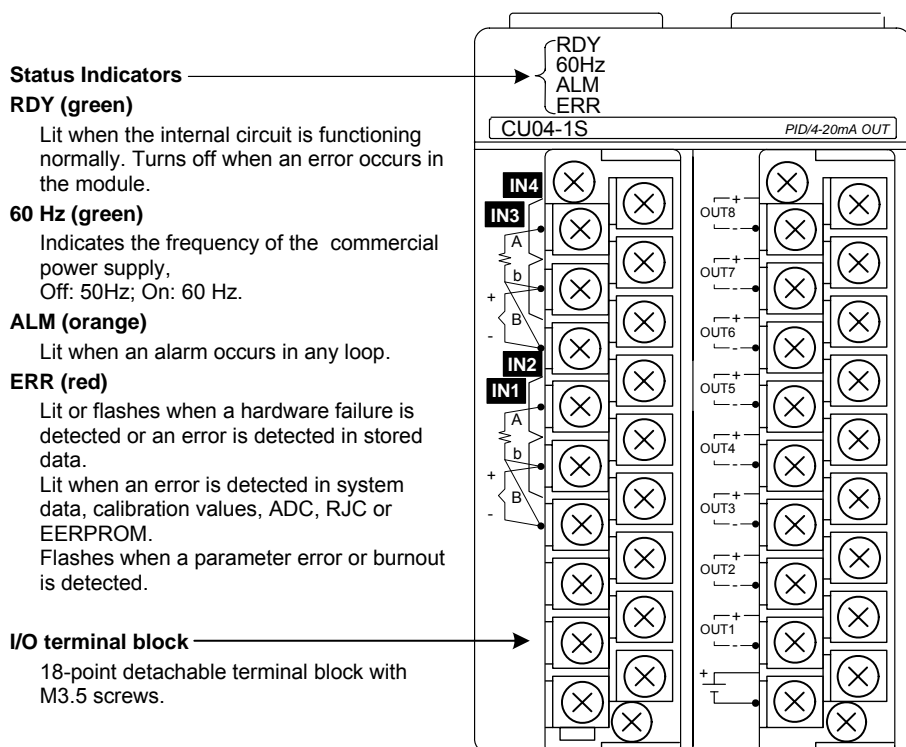 Status Indicators
RDY (green)
Lit when the internal circuit is functioning
normally. Turns off when an error occurs in
the module.
60 Hz (green)
Indicates the frequency of the commercial
power supply,
Off: 50Hz; On: 60 Hz.
ALM (orange)
Lit when an alarm occurs in any loop.
ERR (red)
Lit or flashes when a hardware failure is
detected or an error is detected in stored
data.
Lit when an error is detected in system
data, calibration values, ADC, RJC or
EERPROM.
Flashes when a parameter error or burnout
is detected.
I/O terminal block
18-point detachable terminal block with
M3.5 screws.
RDY
60Hz
ALM
ERR
CU04-1S
PID/4-20mA OUT
IN4
IN3
A
b
+
B
-
IN2
IN1
A
b
+
B
-
+
OUT8
-
+
OUT7
-
+
OUT6
-
+
OUT5
-
+
OUT4
-
+
OUT3
-
+
OUT2
-
+
OUT1
-
+